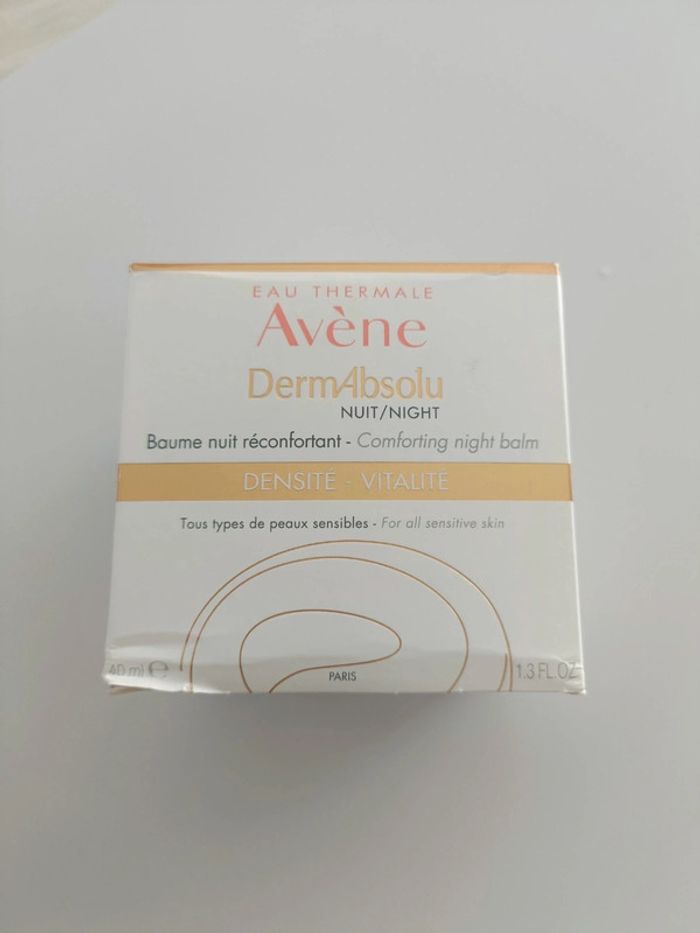 EAU THERMALE
Avène
DermAbsolu
NUIT/NIGHT
Baume nuit réconfortant - Comforting night balm
DENSITÉ - VITALITÉ
Tous types de peaux sensibles - For all sensitive skin
40 ml ℮
PARIS
1.3 FL.OZ